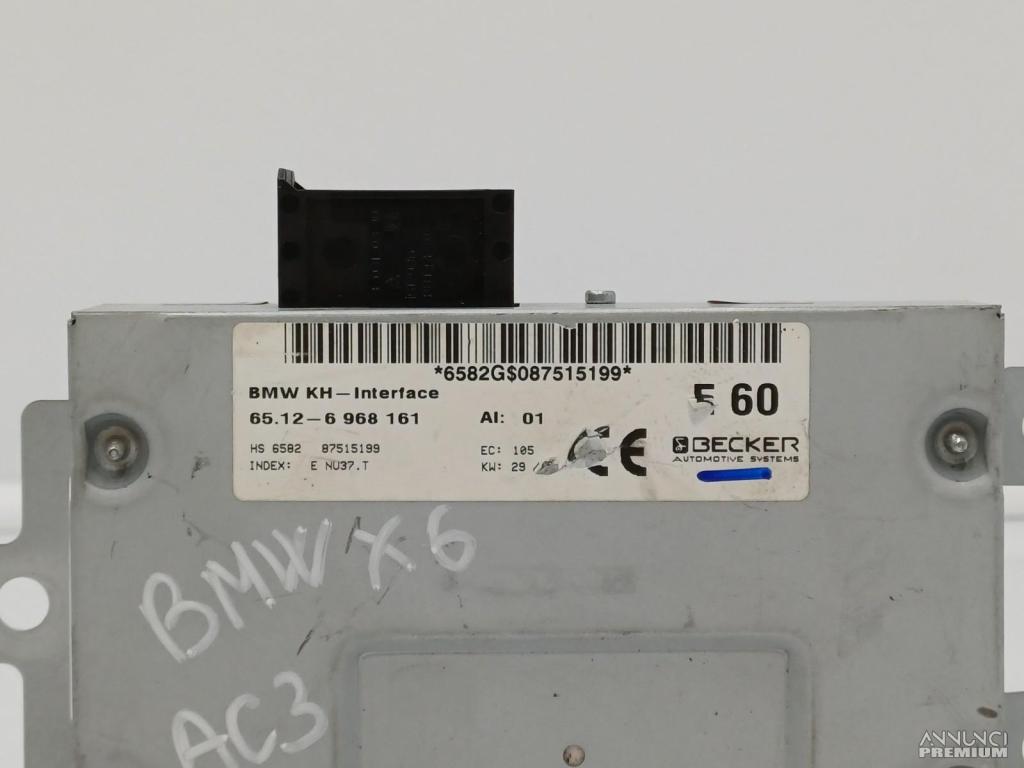 *6582G$087515199*
BMW KH-Interface
65.12-6 968 161 AI: 01
E 60
HS 6582 87515199
INDEX: E NU37.T
EC: 105
KW: 29
CE
BECKER
AUTOMOTIVE SYSTEMS
BMW X6
AC3
ANNUNCI
PREMIUM